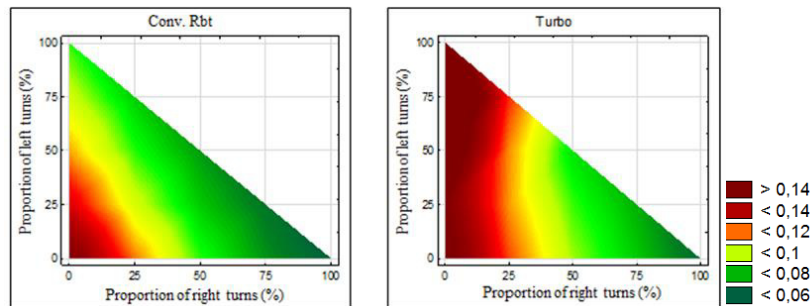 Conv. Rbt
100
75
50
25
0
0 25 50 75 100
Proportion of left turns (%)
Proportion of right turns (%)
Turbo
100
75
50
25
0
0 25 50 75 100
Proportion of left turns (%)
Proportion of right turns (%)
> 0,14
< 0,14
< 0,12
< 0,1
< 0,08
< 0,06